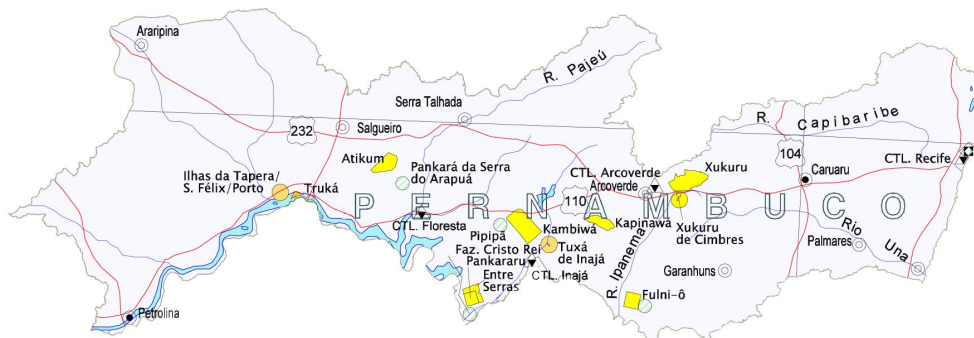 Araripina
R. Pajeú
Serra Talhada
R. Capibaribe
232
Salgueiro
104
Atikum
Pankará da Serra
do Arapuá
CTL. Arcoverde
Arcoverde
Xukuru
Caruaru
CTL. Recife
Ilhas da Tapera/
S. Félix/Porto
Truká
110
PERNAMBUCO
CTL. Floresta
Pipipã
Kambiwá
Kapinawá
Xukuru
de Cimbres
Faz. Cristo Rei
Pankararu
Tuxá
de Inajá
R. Ipanema
Palmares
Rio Una
Entre
Serras
CTL. Inajá
Garanhuns
Fulni-ô
Petrolina